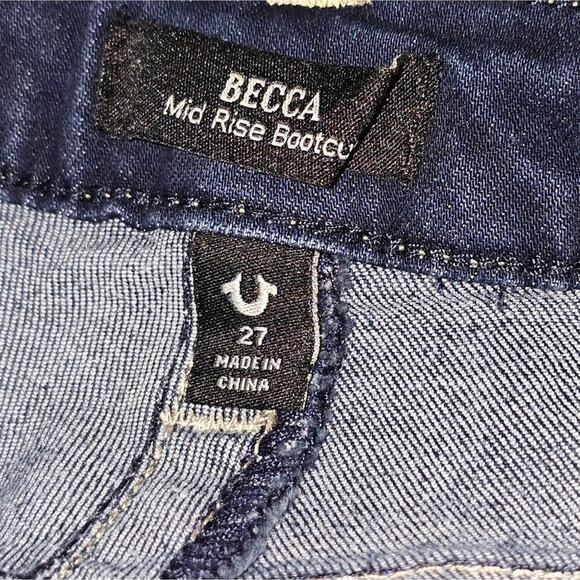 BECCA
Mid Rise Bootcu
27
MADE IN
CHINA